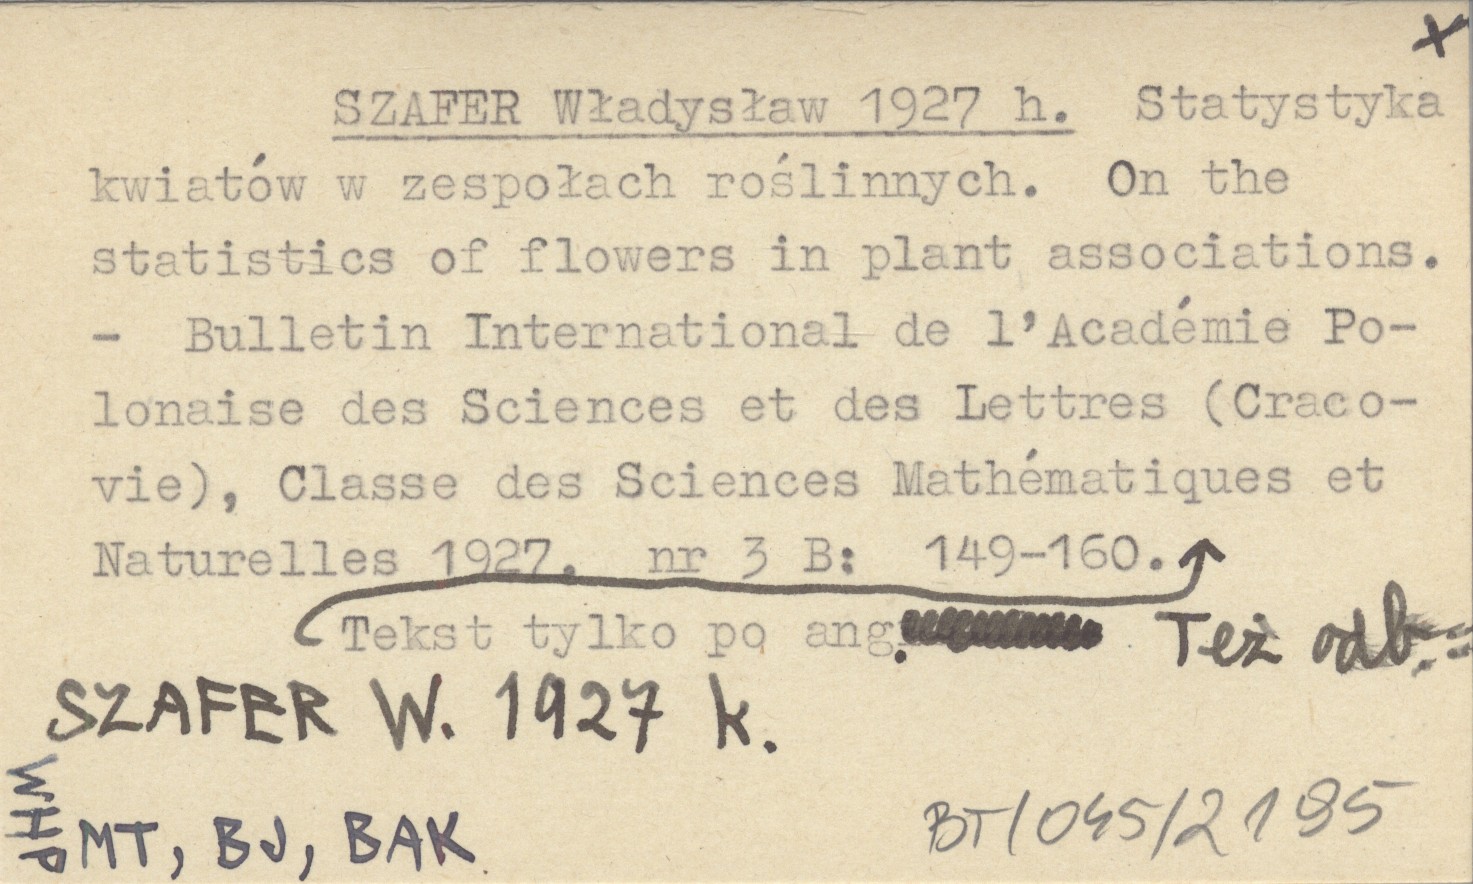 x
SZAFER Władysław 1927 h. Statystyka
kwiatów w zespołach roślinnych. On the
statistics of flowers in plant associations.
- Bulletin International de l'Académie Po-
lonaise des Sciences et des Lettres (Craco-
vie), Classe des Sciences Mathématiques et
Naturelles 1927. nr 3 B: 149-160.
Tekst tylko po ang. Też odb.=
SZAFER W. 1927 k.
WHP
MT, BJ, BAK
BT/045/2195